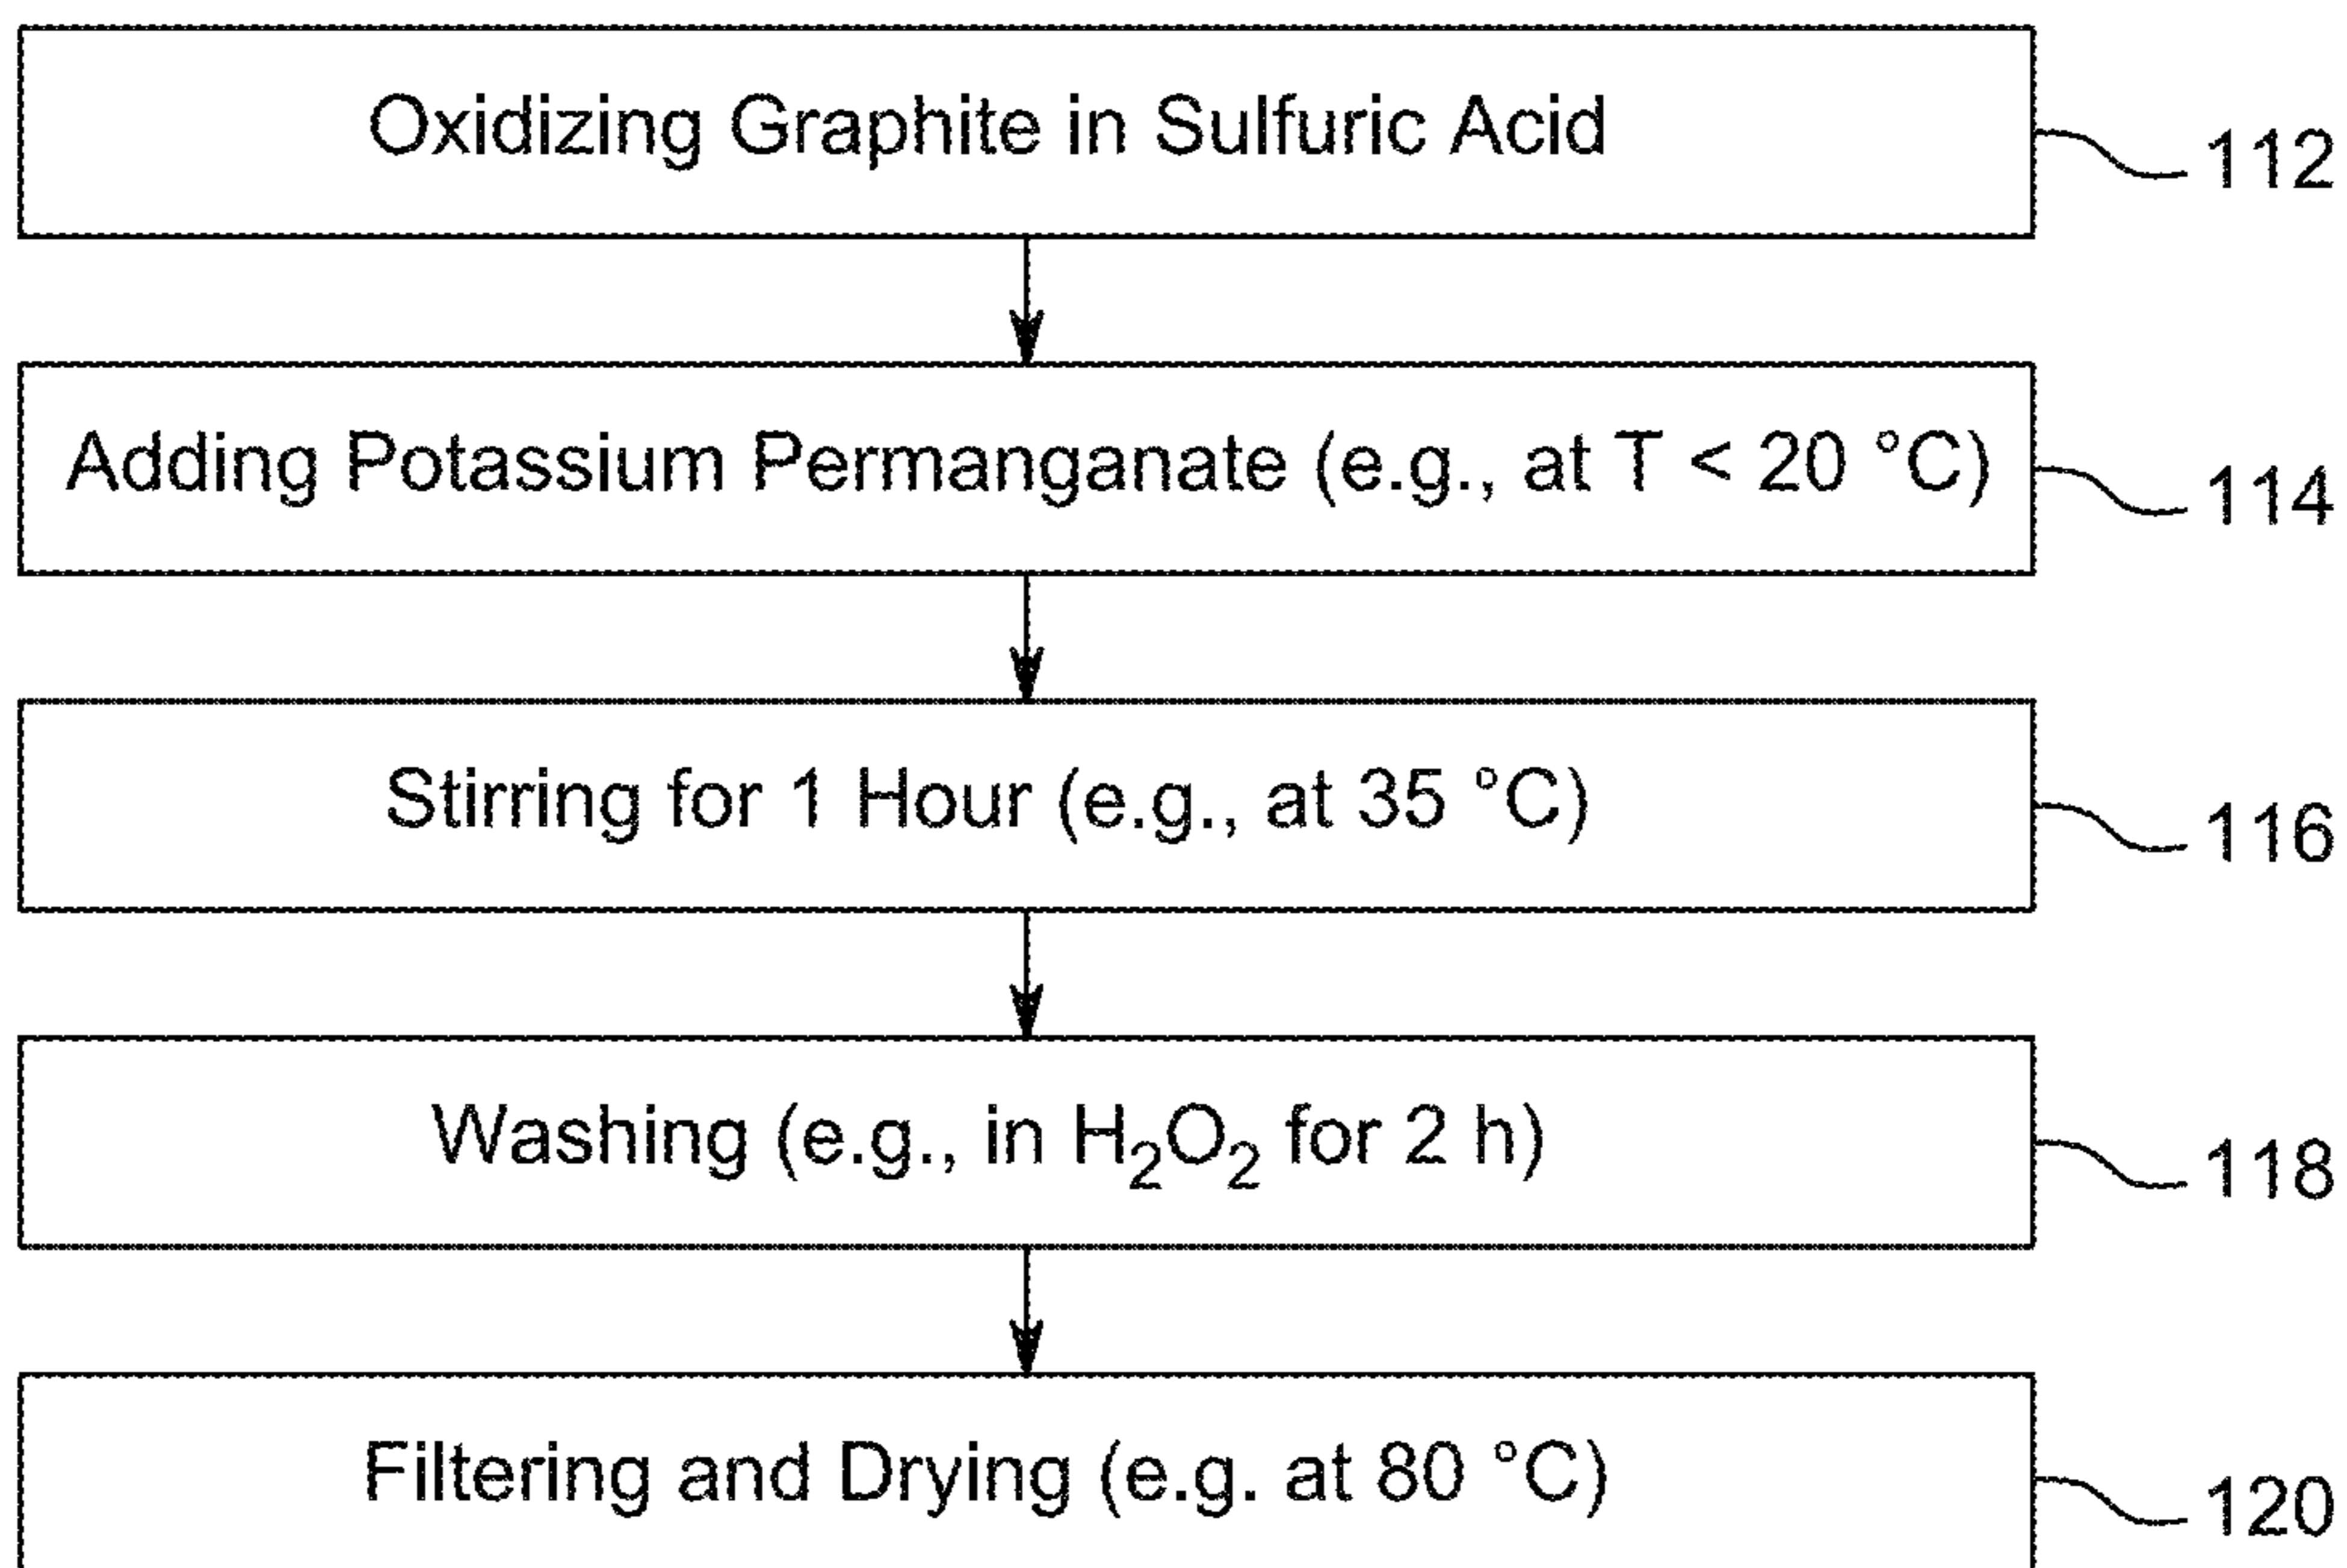 Oxidizing Graphite in Sulfuric Acid
112
Adding Potassium Permanganate (e.g., at T < 20 °C)
114
Stirring for 1 Hour (e.g., at 35 °C)
116
Washing (e.g., in H₂O₂ for 2 h)
118
Filtering and Drying (e.g. at 80 °C)
120